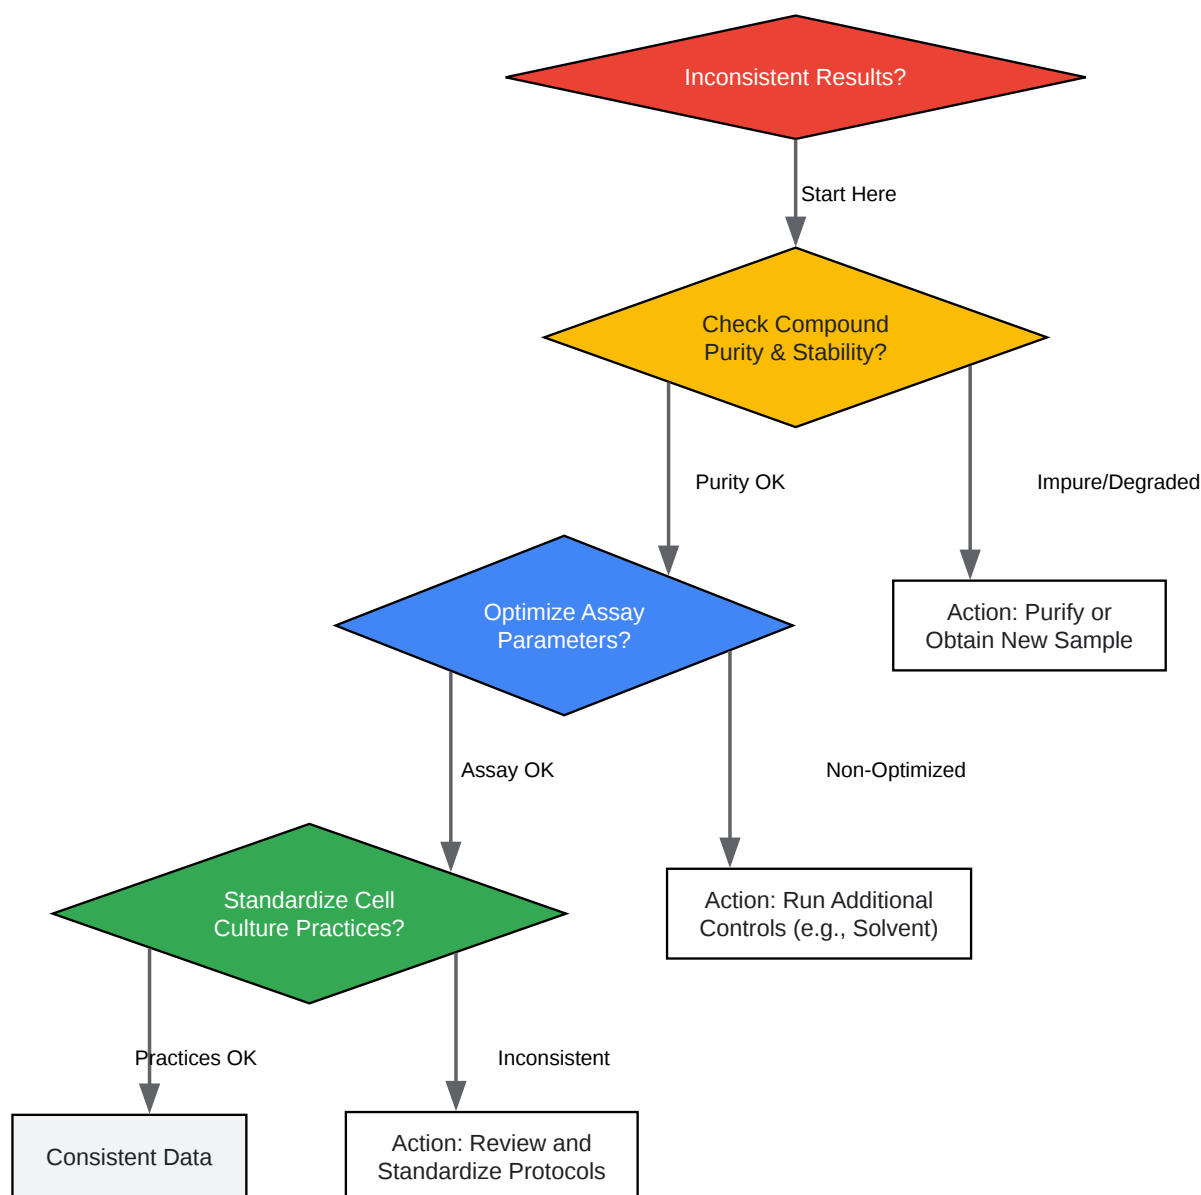 Inconsistent Results?
Start Here
Check Compound
Purity & Stability?
Purity OK
Impure/Degraded
Optimize Assay
Parameters?
Action: Purify or
Obtain New Sample
Assay OK
Non-Optimized
Standardize Cell
Culture Practices?
Action: Run Additional
Controls (e.g., Solvent)
Practices OK
Inconsistent
Consistent Data
Action: Review and
Standardize Protocols